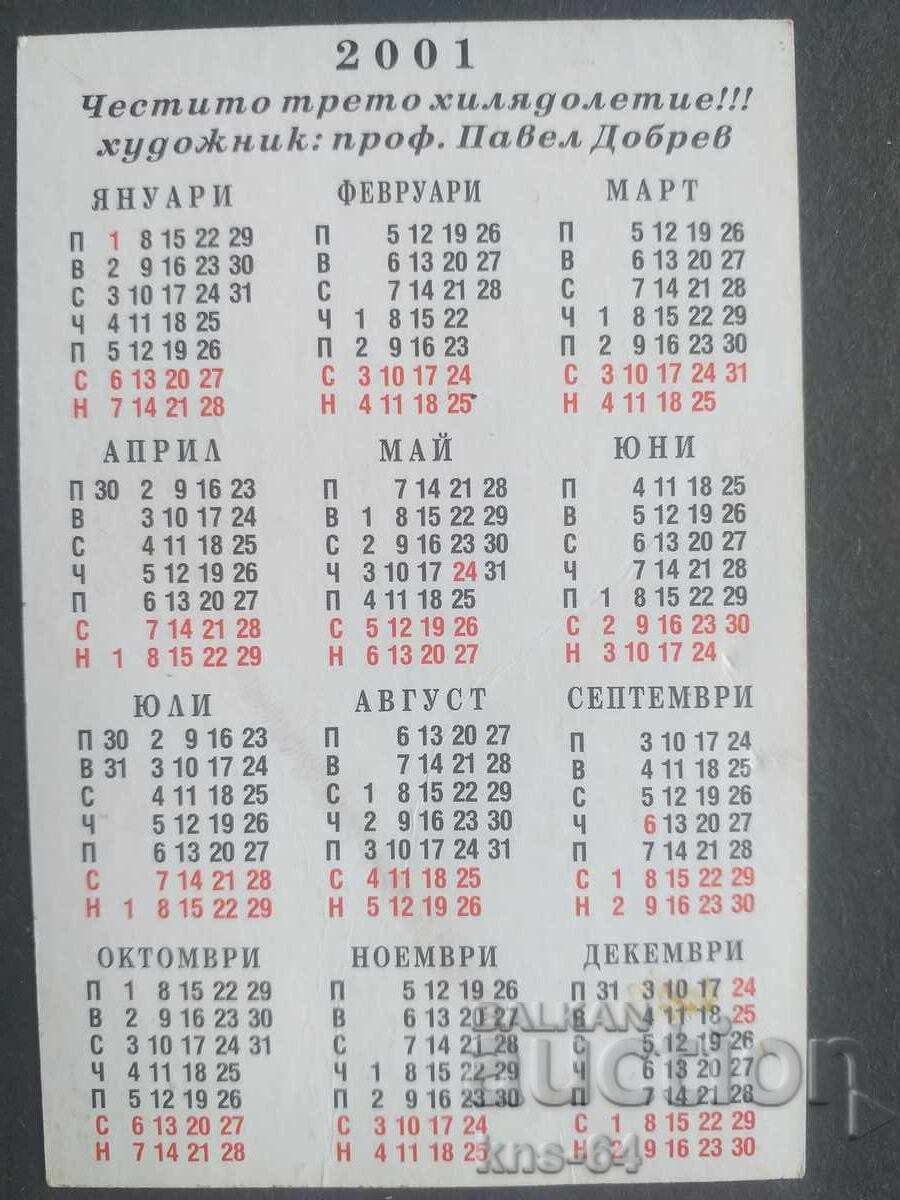 2001
Честито трето хилядолетие!!!
художник: проф. Павел Добрев
ЯНУАРИ
П 1 8 15 22 29
В 2 9 16 23 30
С 3 10 17 24 31
Ч 4 11 18 25
П 5 12 19 26
С 6 13 20 27
Н 7 14 21 28
ФЕВРУАРИ
П 5 12 19 26
В 6 13 20 27
С 7 14 21 28
Ч 1 8 15 22
П 2 9 16 23
С 3 10 17 24
Н 4 11 18 25
МАРТ
П 5 12 19 26
В 6 13 20 27
С 7 14 21 28
Ч 1 8 15 22 29
П 2 9 16 23 30
С 3 10 17 24 31
Н 4 11 18 25
АПРИЛ
П 30 2 9 16 23
В 3 10 17 24
С 4 11 18 25
Ч 5 12 19 26
П 6 13 20 27
С 7 14 21 28
Н 1 8 15 22 29
МАЙ
П 7 14 21 28
В 1 8 15 22 29
С 2 9 16 23 30
Ч 3 10 17 24 31
П 4 11 18 25
С 5 12 19 26
Н 6 13 20 27
ЮНИ
П 4 11 18 25
В 5 12 19 26
С 6 13 20 27
Ч 7 14 21 28
П 1 8 15 22 29
С 2 9 16 23 30
Н 3 10 17 24
ЮЛИ
П 30 2 9 16 23
В 31 3 10 17 24
С 4 11 18 25
Ч 5 12 19 26
П 6 13 20 27
С 7 14 21 28
Н 1 8 15 22 29
АВГУСТ
П 6 13 20 27
В 7 14 21 28
С 1 8 15 22 29
Ч 2 9 16 23 30
П 3 10 17 24 31
С 4 11 18 25
Н 5 12 19 26
СЕПТЕМВРИ
П 3 10 17 24
В 4 11 18 25
С 5 12 19 26
Ч 6 13 20 27
П 7 14 21 28
С 1 8 15 22 29
Н 2 9 16 23 30
ОКТОМВРИ
П 1 8 15 22 29
В 2 9 16 23 30
С 3 10 17 24 31
Ч 4 11 18 25
П 5 12 19 26
С 6 13 20 27
Н 7 14 21 28
НОЕМВРИ
П 5 12 19 26
В 6 13 20 27
С 7 14 21 28
Ч 1 8 15 22 29
П 2 9 16 23 30
С 3 10 17 24
Н 4 11 18 25
ДЕКЕМВРИ
П 31 3 10 17 24
В 4 11 18 25
С 5 12 19 26
Ч 6 13 20 27
П 7 14 21 28
С 1 8 15 22 29
Н 2 9 16 23 30
BALKAN
auction
kns-64